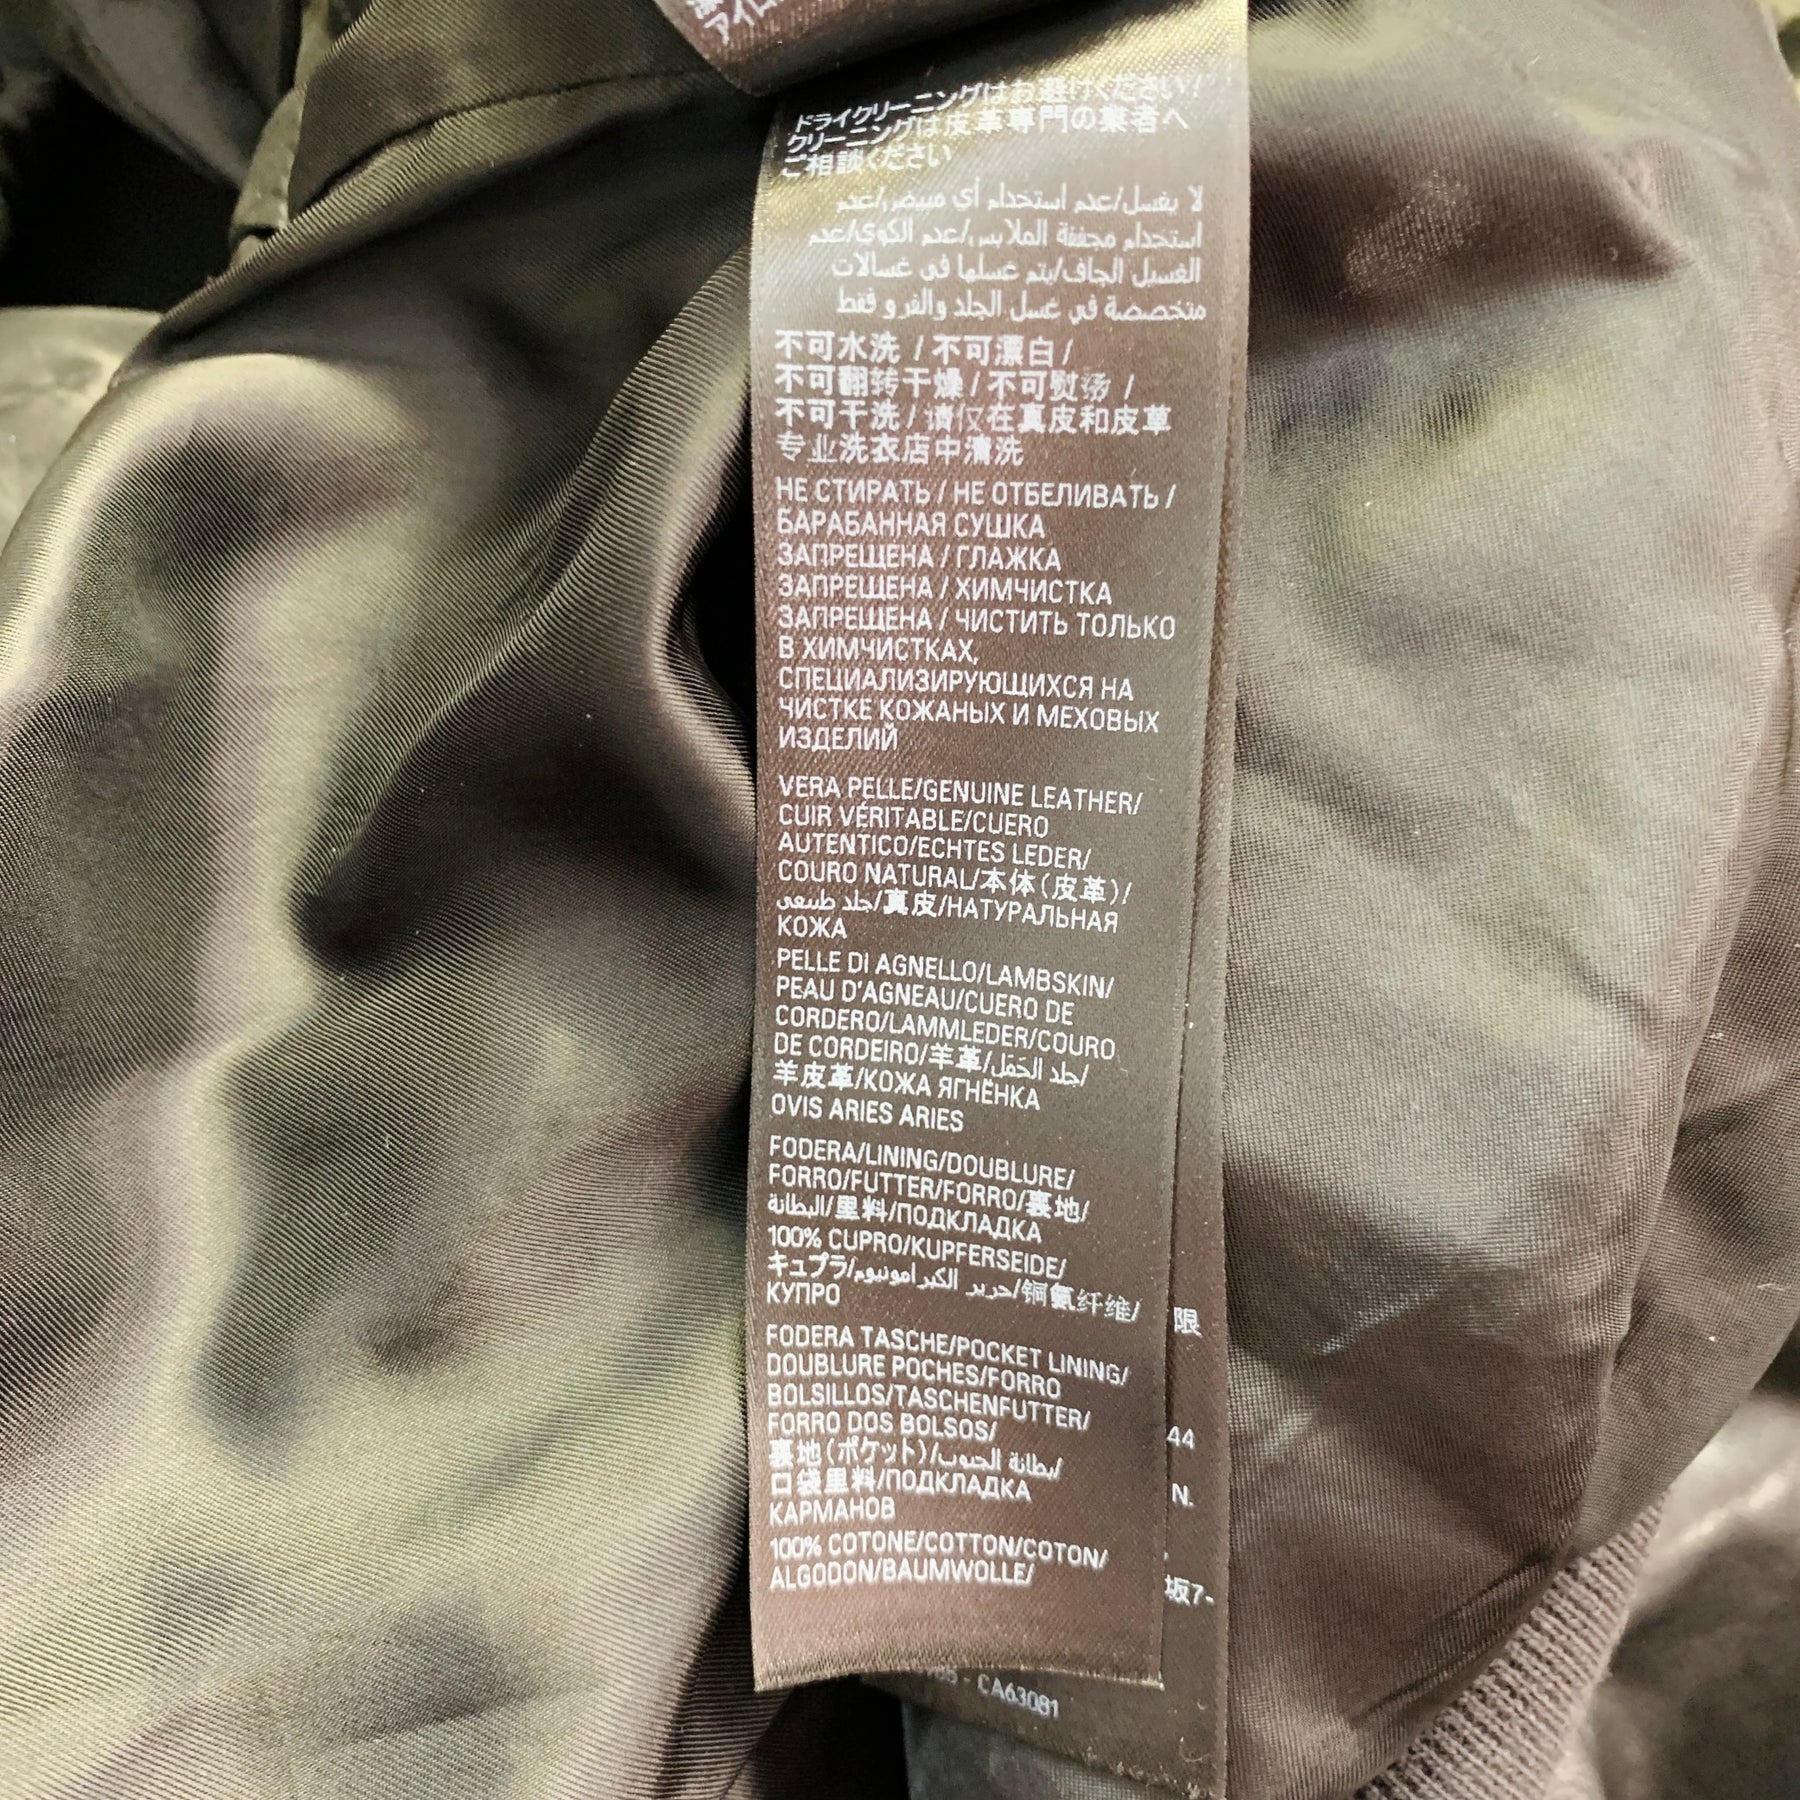 アイロ
ドライクリーニングはお避けください/
クリーニングは皮革専門の業者へ
ご相談ください
لا يغسل/عدم استخدام أي مبيض/عدم
استخدام مجففة الملابس/عدم الكوي/عدم
الغسيل الجاف/يتم غسلها في غسالات
متخصصة في غسل الجلد والفرو فقط
不可水洗 / 不可漂白 /
不可翻转干燥 / 不可熨烫 /
不可干洗 / 请仅在真皮和皮革
专业洗衣店中清洗
НЕ СТИРАТЬ / НЕ ОТБЕЛИВАТЬ /
БАРАБАННАЯ СУШКА
ЗАПРЕЩЕНА / ГЛАЖКА
ЗАПРЕЩЕНА / ХИМЧИСТКА
ЗАПРЕЩЕНА / ЧИСТИТЬ ТОЛЬКО
В ХИМЧИСТКАХ,
СПЕЦИАЛИЗИРУЮЩИХСЯ НА
ЧИСТКЕ КОЖАНЫХ И МЕХОВЫХ
ИЗДЕЛИЙ
VERA PELLE/GENUINE LEATHER/
CUIR VÉRITABLE/CUERO
AUTENTICO/ECHTES LEDER/
COURO NATURAL/本体(皮革)/
جلد طبيعي/真皮/НАТУРАЛЬНАЯ
КОЖА
PELLE DI AGNELLO/LAMBSKIN/
PEAU D'AGNEAU/CUERO DE
CORDERO/LAMMLEDER/COURO
DE CORDEIRO/羊革/جلد الحَمَل/
羊皮革/КОЖА ЯГНЁНКА
OVIS ARIES ARIES
FODERA/LINING/DOUBLURE/
FORRO/FUTTER/FORRO/裏地/
البطانة/里料/ПОДКЛАДКА
100% CUPRO/KUPFERSEIDE/
キュプラ/حرير الكبرامونيوم/铜氨纤维/
КУПРО
FODERA TASCHE/POCKET LINING/
DOUBLURE POCHES/FORRO
BOLSILLOS/TASCHENFUTTER/
FORRO DOS BOLSOS/
裏地(ポケット)/بطانة الجيوب/
口袋里料/ПОДКЛАДКА
КАРМАНОВ
100% COTONE/COTTON/COTON/
ALGODON/BAUMWOLLE/
限
44
N.
坂7-
- CA63081